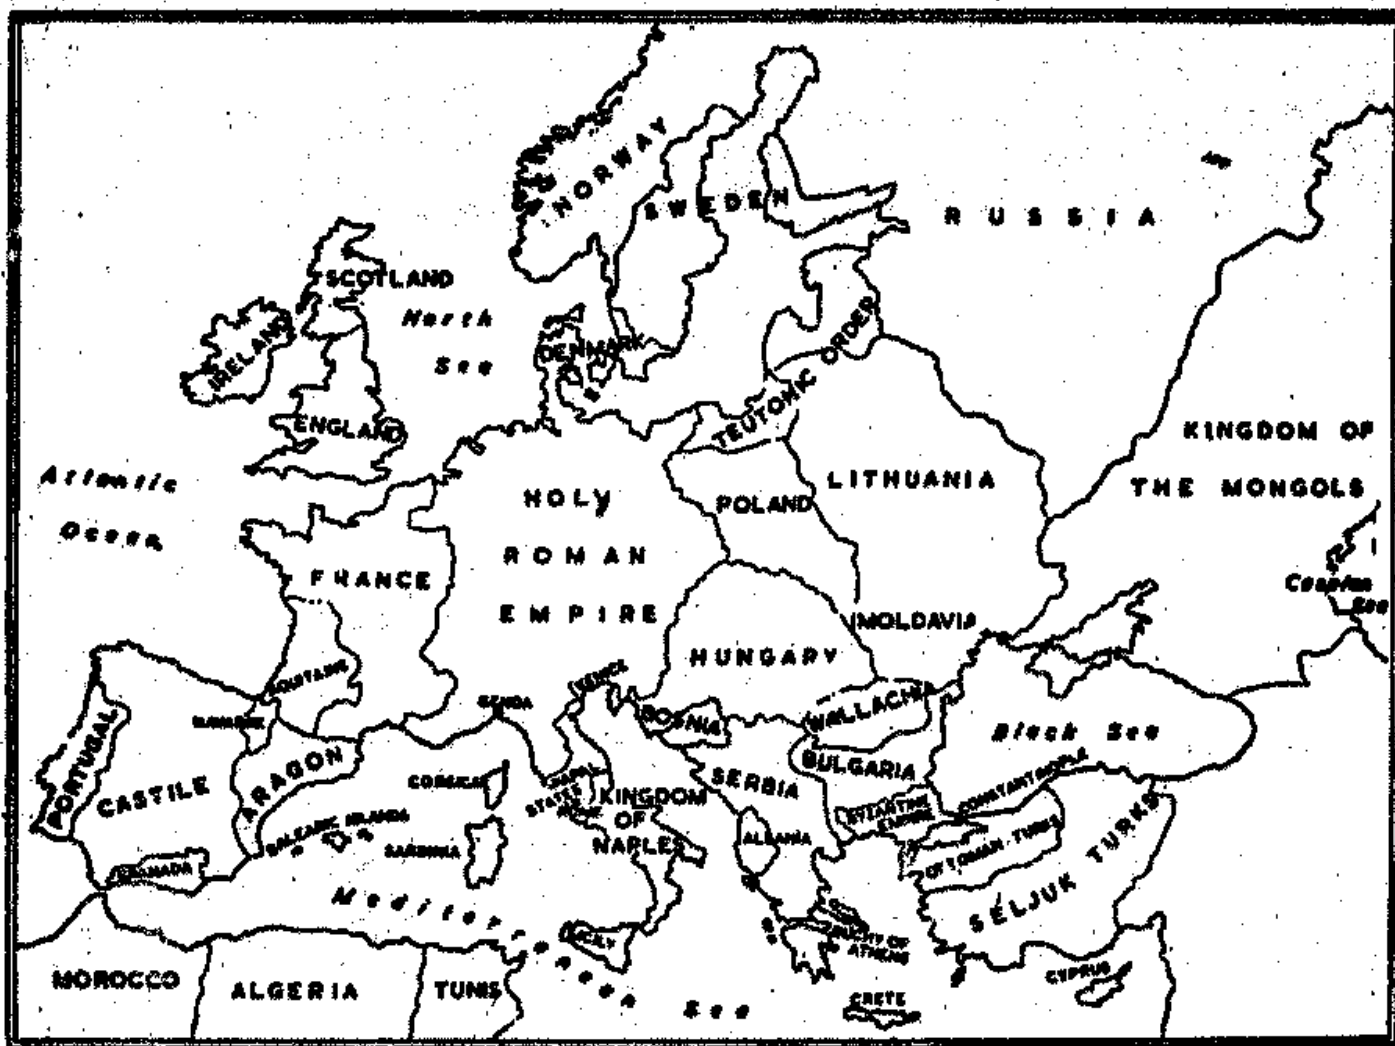 NORWAY
SWEDEN
RUSSIA
SCOTLAND
North
Sea
IRELAND
DENMARK
TEUTONIC ORDER
ENGLAND
KINGDOM OF
THE MONGOLS
Atlantic
Ocean
HOLY
ROMAN
EMPIRE
POLAND
LITHUANIA
FRANCE
Caspian
Sea
MOLDAVIA
HUNGARY
AQUITAINE
VENICE
GENOA
NAVARRE
BOSNIA
WALLACHIA
Black Sea
PORTUGAL
CASTILE
ARAGON
CORSICA
PAPAL
STATES
ROME
KINGDOM
OF
NAPLES
SERBIA
BULGARIA
CONSTANTINOPLE
BYZANTINE
EMPIRE
BALEARIC ISLANDS
SARDINIA
ALBANIA
OTTOMAN TURKS
SELJUK TURKS
GRANADA
Mediterranean Sea
SICILY
DUCHY OF
ATHENS
MOROCCO
ALGERIA
TUNIS
CRETE
CYPRUS